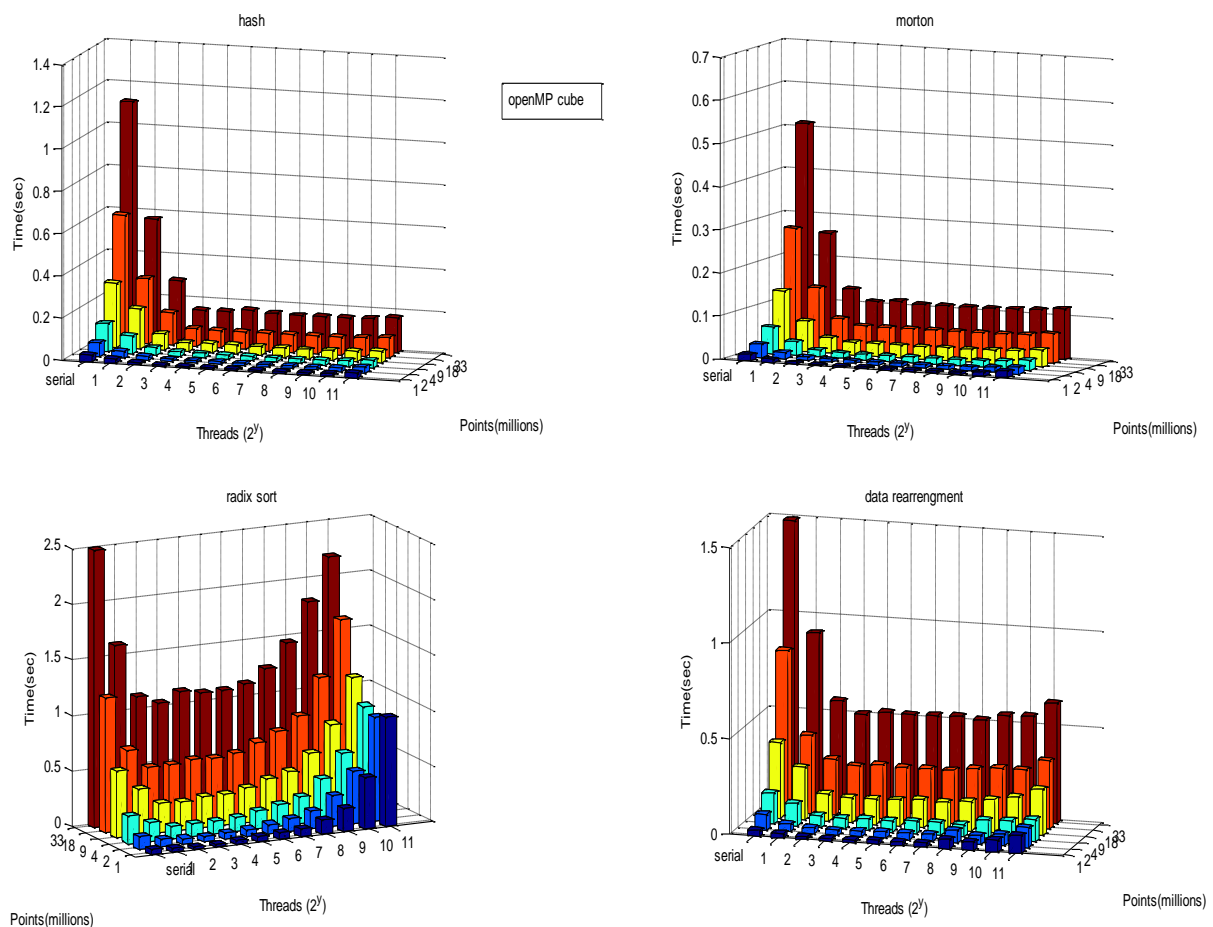 hash
1.4
1.2
1
0.8
0.6
0.4
0.2
0
Time(sec)
serial 1 2 3 4 5 6 7 8 9 10 11
Threads (2^y)
1 2 4 9 18 33
Points(millions)
openMP cube
morton
0.7
0.6
0.5
0.4
0.3
0.2
0.1
0
Time(sec)
serial 1 2 3 4 5 6 7 8 9 10 11
Threads (2^y)
1 2 4 9 18 33
Points(millions)
radix sort
2.5
2
1.5
1
0.5
0
Time(sec)
33 18 9 4 2 1
serial 1 2 3 4 5 6 7 8 9 10 11
Threads (2^y)
Points(millions)
data rearrengment
1.5
1
0.5
0
Time(sec)
serial 1 2 3 4 5 6 7 8 9 10 11
Threads (2^y)
1 2 4 9 18 33
Points(millions)